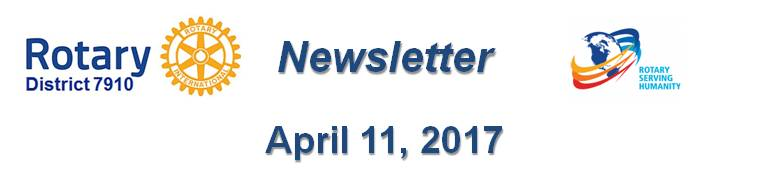 Rotary
District 7910
ROTARY
INTERNATIONAL
Newsletter
ROTARY
SERVING
HUMANITY
April 11, 2017